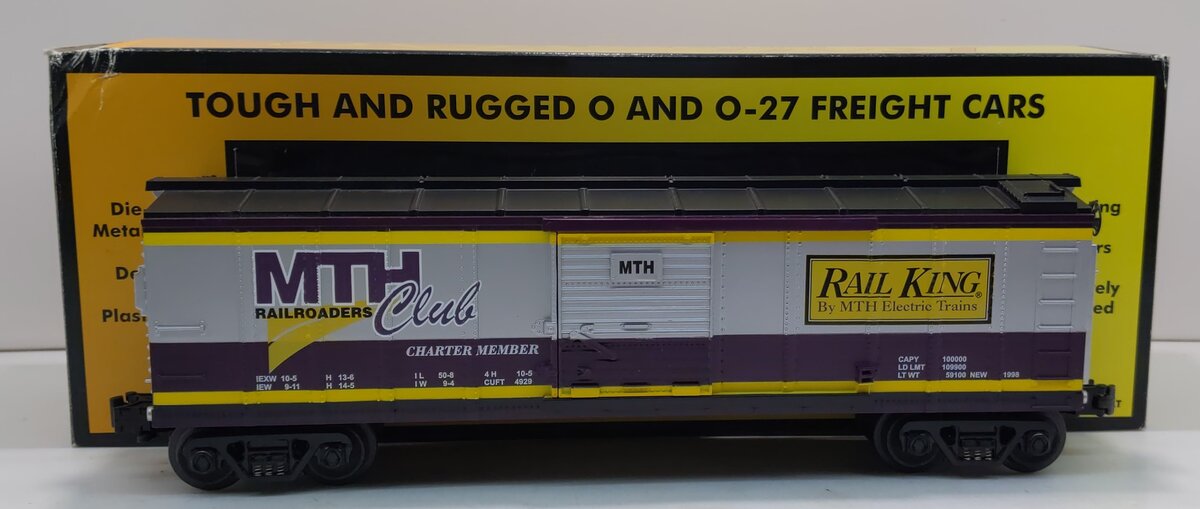 TOUGH AND RUGGED O AND O-27 FREIGHT CARS
MTH
RAILROADERS Club
CHARTER MEMBER
IEXW 10-5 H 13-6 IL 50-8 4 H 10-5
IEW 9-11 H 14-5 IW 9-4 CUFT 4929
MTH
RAIL KING®
By MTH Electric Trains
CAPY 100000
LD LMT 109900
LT WT 59100 NEW 1998